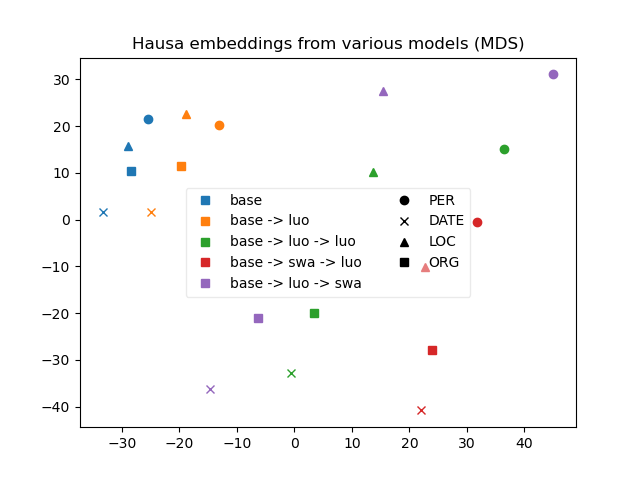 Hausa embeddings from various models (MDS)
30
20
10
0
−10
−20
−30
−40
base
base -> luo
base -> luo -> luo
base -> swa -> luo
base -> luo -> swa
PER
DATE
LOC
ORG
−30 −20 −10 0 10 20 30 40